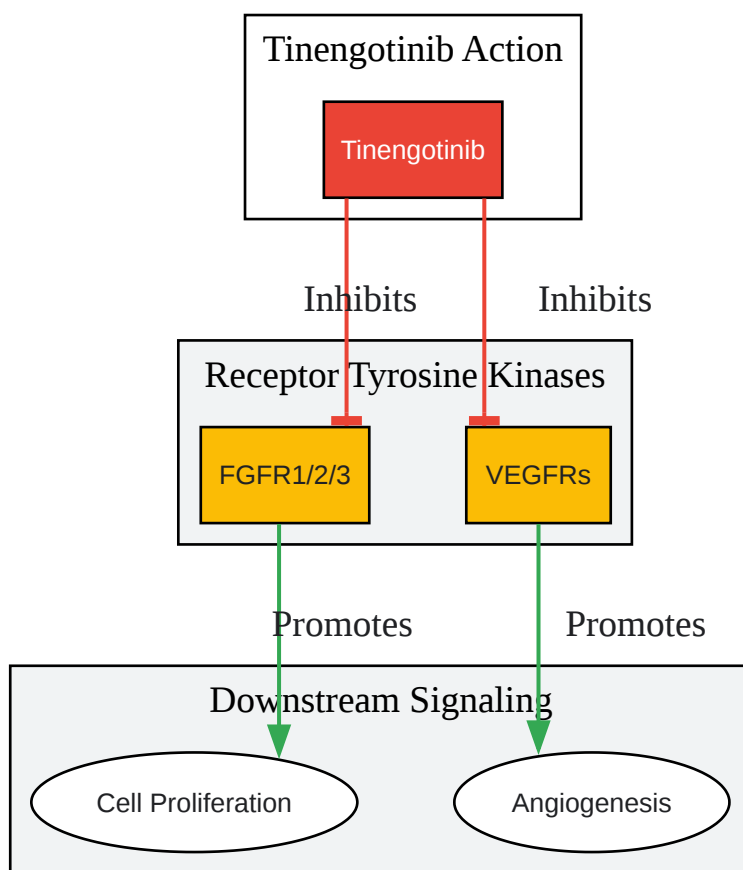 Tinengotinib Action
Tinengotinib
Inhibits
Inhibits
Receptor Tyrosine Kinases
FGFR1/2/3
VEGFRs
Promotes
Promotes
Downstream Signaling
Cell Proliferation
Angiogenesis